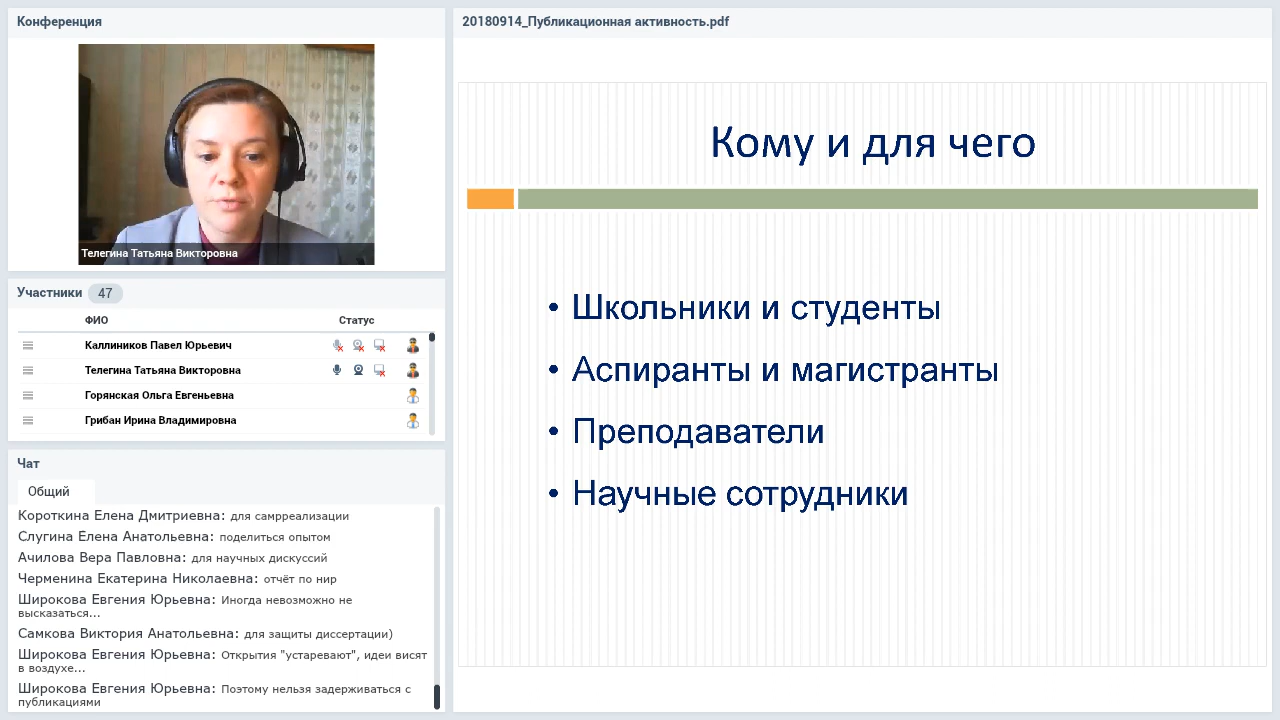 Конференция
Телегина Татьяна Викторовна
Участники 47
ФИО Статус
Каллиников Павел Юрьевич
Телегина Татьяна Викторовна
Горянская Ольга Евгеньевна
Грибан Ирина Владимировна
Чат
Общий
Короткина Елена Дмитриевна: для самрреализации
Слугина Елена Анатольевна: поделиться опытом
Ачилова Вера Павловна: для научных дискуссий
Черменина Екатерина Николаевна: отчёт по нир
Широкова Евгения Юрьевна: Иногда невозможно не
высказаться...
Самкова Виктория Анатольевна: для защиты диссертации)
Широкова Евгения Юрьевна: Открытия "устаревают", идеи висят
в воздухе...
Широкова Евгения Юрьевна: Поэтому нельзя задерживаться с
публикациями
20180914_Публикационная активность.pdf
Кому и для чего
• Школьники и студенты
• Аспиранты и магистранты
• Преподаватели
• Научные сотрудники